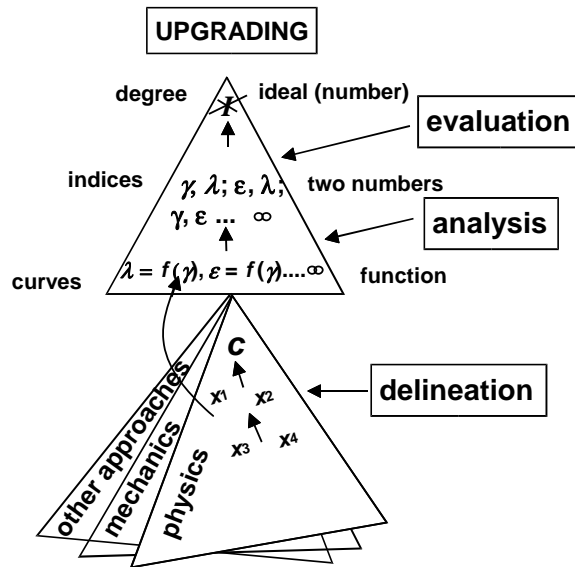 UPGRADING
degree
ideal (number)
I
evaluation
indices
γ, λ; ε, λ;
two numbers
γ, ε ... ∞
analysis
λ = f(γ), ε = f(γ)....∞
curves
function
C
x1 x2
delineation
x3 x4
other approaches
mechanics
physics